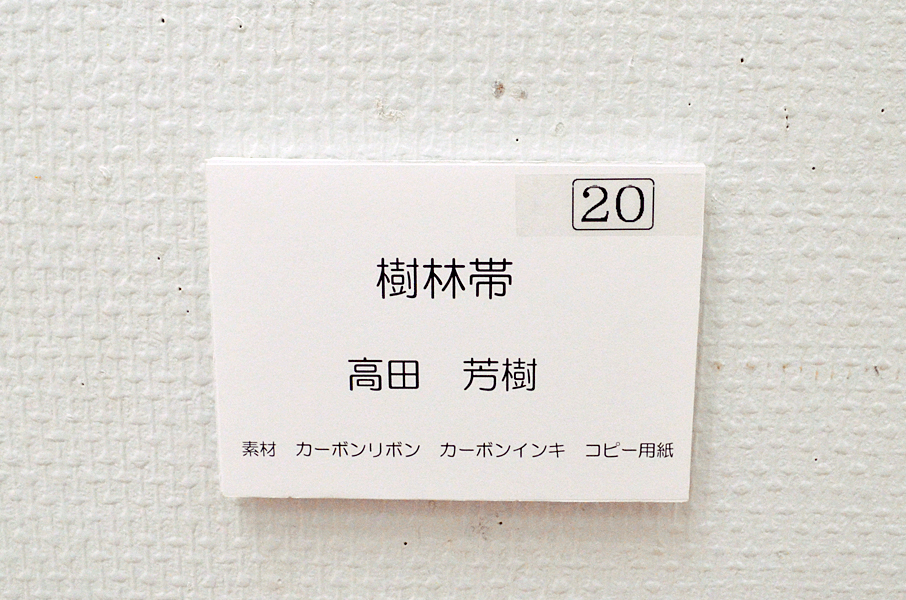 20
樹林帯
高田　芳樹
素材　カーボンリボン　カーボンインキ　コピー用紙